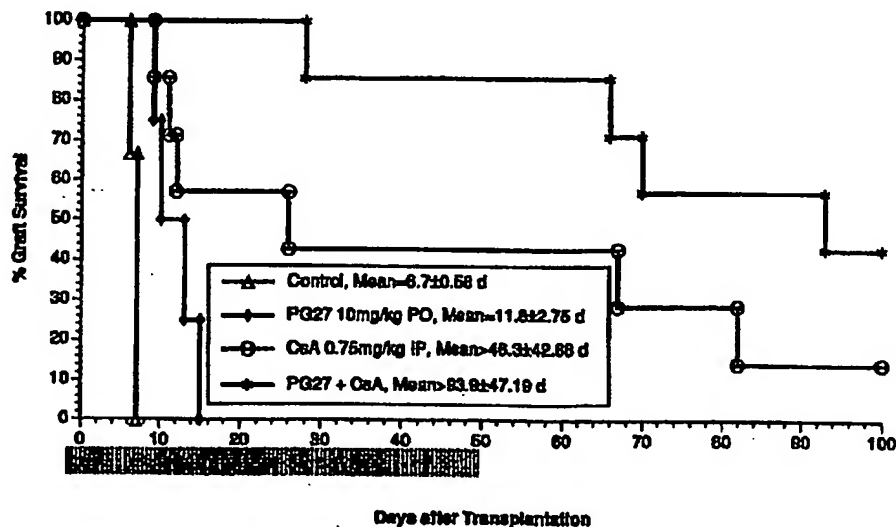 100
90
80
70
60
50
40
30
20
10
0
% Graft Survival
Control, Mean=6.7±0.58 d
PG27 10mg/kg PO, Mean=11.8±2.75 d
CsA 0.75mg/kg IP, Mean>46.3±42.68 d
PG27 + CsA, Mean>83.9±47.19 d
0 10 20 30 40 50 60 70 80 90 100
Days after Transplantation